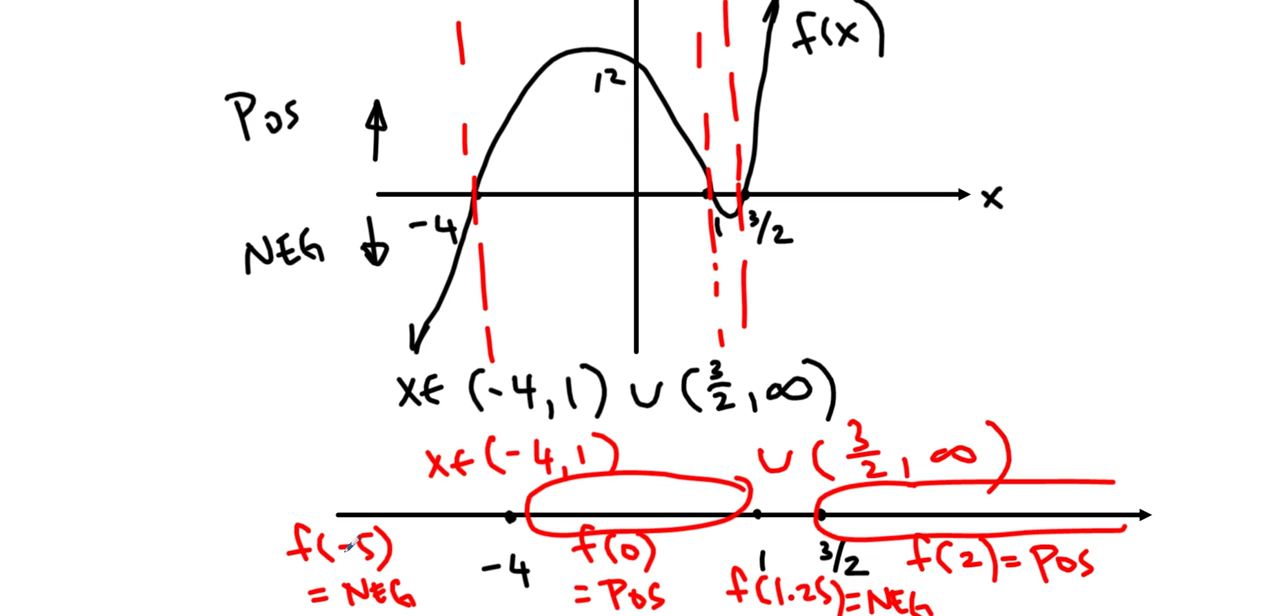 f(x)
12
POS
x
-4
1
3/2
NEG
x∈ (-4,1) ∪ (3/2, ∞)
x∈(-4,1) ∪ (3/2, ∞)
f(-5)
= NEG
-4
f(0)
= POS
1
f(1.25)=NEG
3/2
f(2)= POS